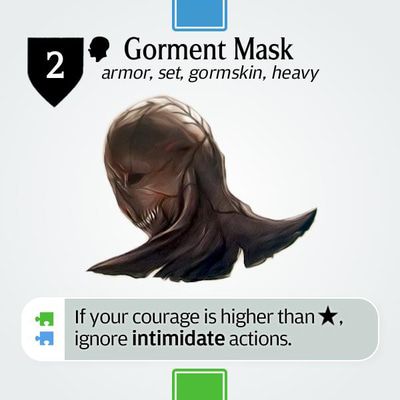 2
Gorment Mask
armor, set, gormskin, heavy
If your courage is higher than ★,
ignore intimidate actions.